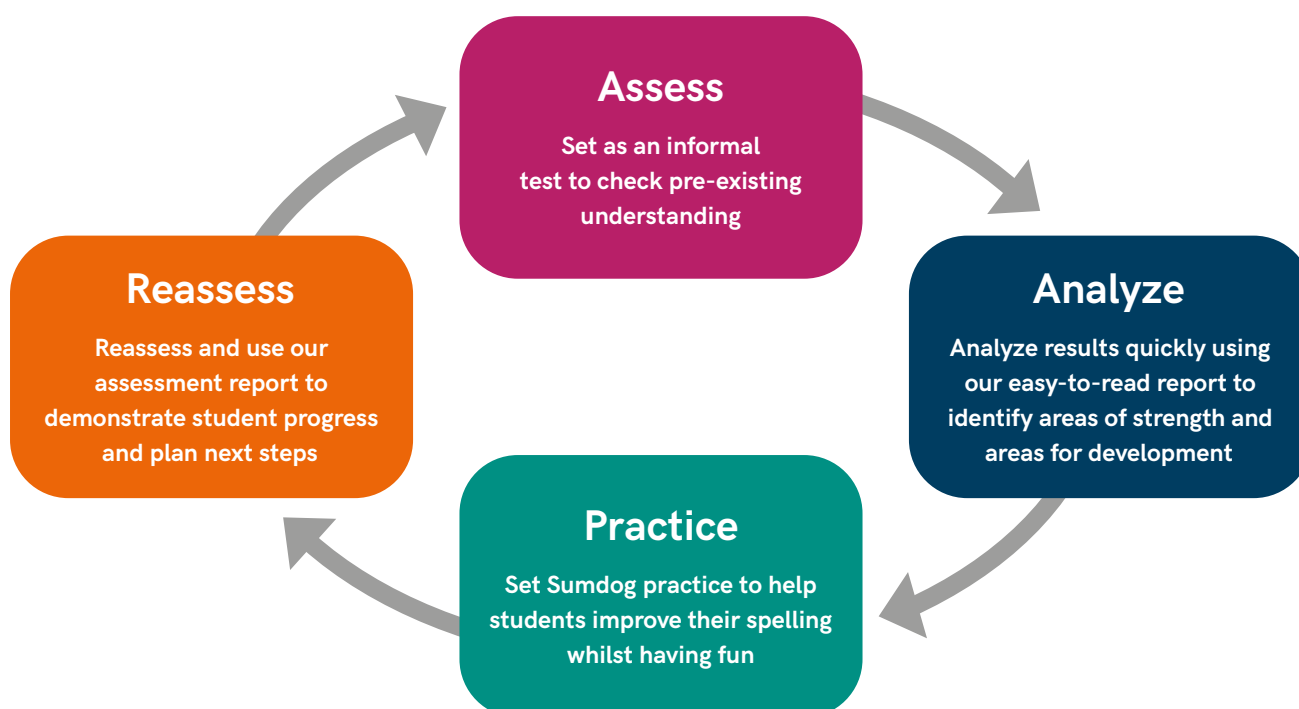 Assess
Set as an informal
test to check pre-existing
understanding
Analyze
Analyze results quickly using
our easy-to-read report to
identify areas of strength and
areas for development
Practice
Set Sumdog practice to help
students improve their spelling
whilst having fun
Reassess
Reassess and use our
assessment report to
demonstrate student progress
and plan next steps